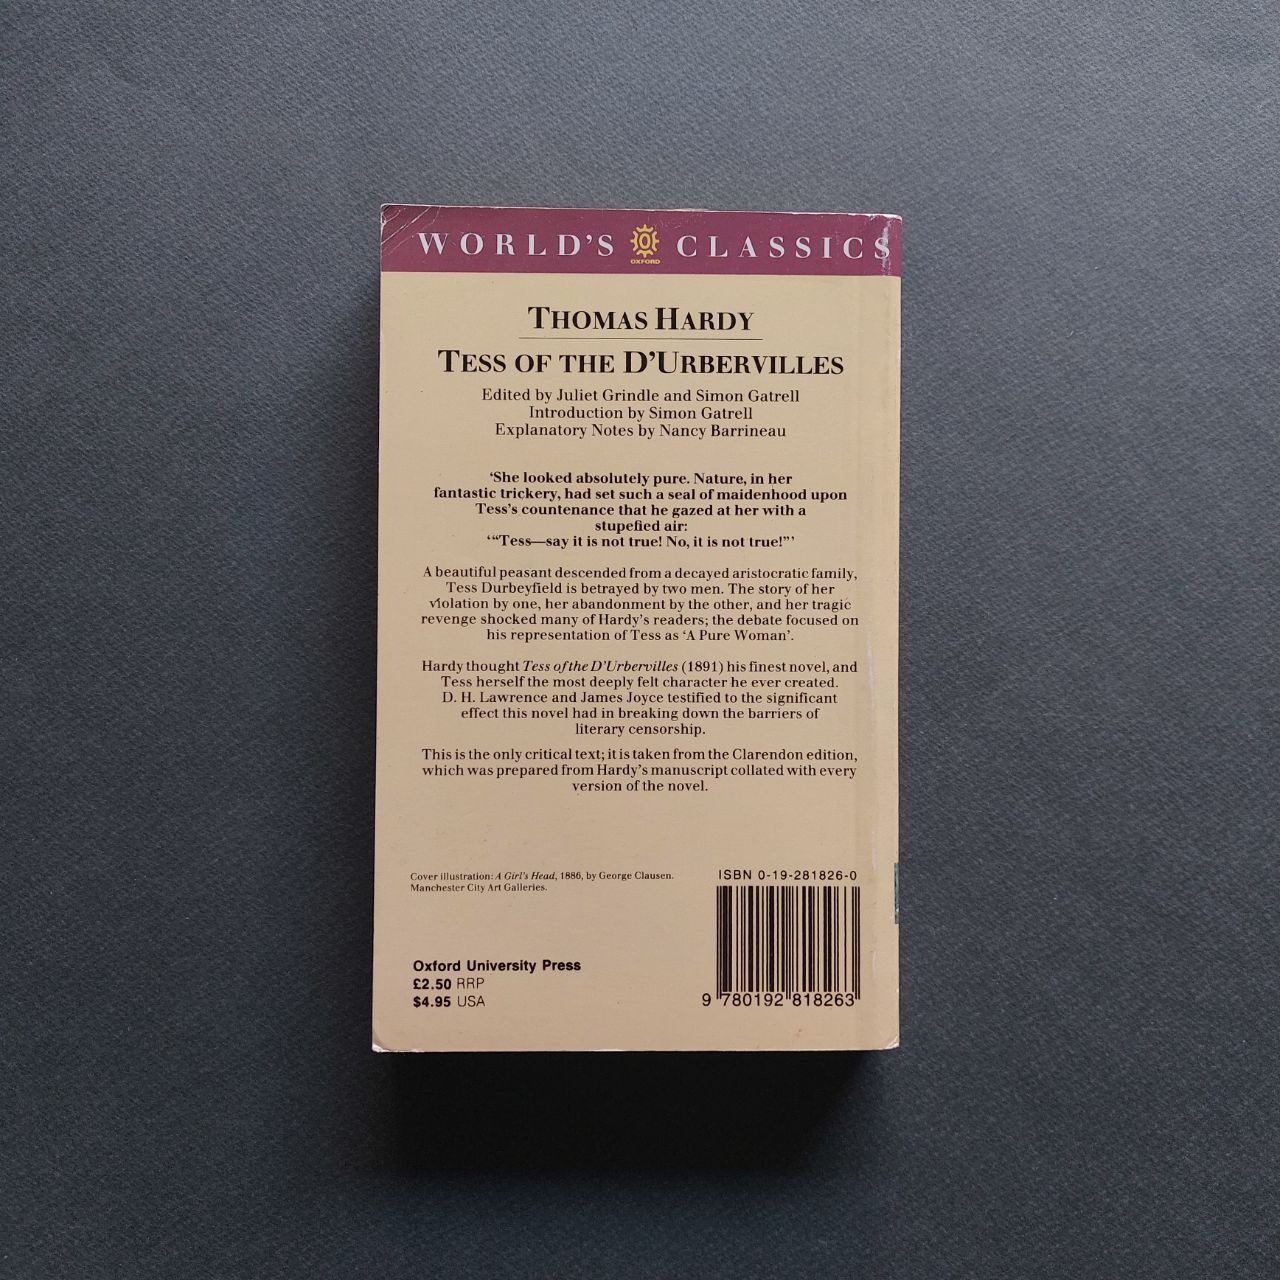 WORLD'S OXFORD CLASSICS
THOMAS HARDY
TESS OF THE D'URBERVILLES
Edited by Juliet Grindle and Simon Gatrell
Introduction by Simon Gatrell
Explanatory Notes by Nancy Barrineau
'She looked absolutely pure. Nature, in her
fantastic trickery, had set such a seal of maidenhood upon
Tess's countenance that he gazed at her with a
stupefied air:
'"Tess—say it is not true! No, it is not true!"'
A beautiful peasant descended from a decayed aristocratic family,
Tess Durbeyfield is betrayed by two men. The story of her
violation by one, her abandonment by the other, and her tragic
revenge shocked many of Hardy's readers; the debate focused on
his representation of Tess as 'A Pure Woman'.
Hardy thought Tess of the D'Urbervilles (1891) his finest novel, and
Tess herself the most deeply felt character he ever created.
D. H. Lawrence and James Joyce testified to the significant
effect this novel had in breaking down the barriers of
literary censorship.
This is the only critical text; it is taken from the Clarendon edition,
which was prepared from Hardy's manuscript collated with every
version of the novel.
Cover illustration: A Girl's Head, 1886, by George Clausen.
Manchester City Art Galleries.
ISBN 0-19-281826-0
Oxford University Press
£2.50 RRP
$4.95 USA
9 780192 818263